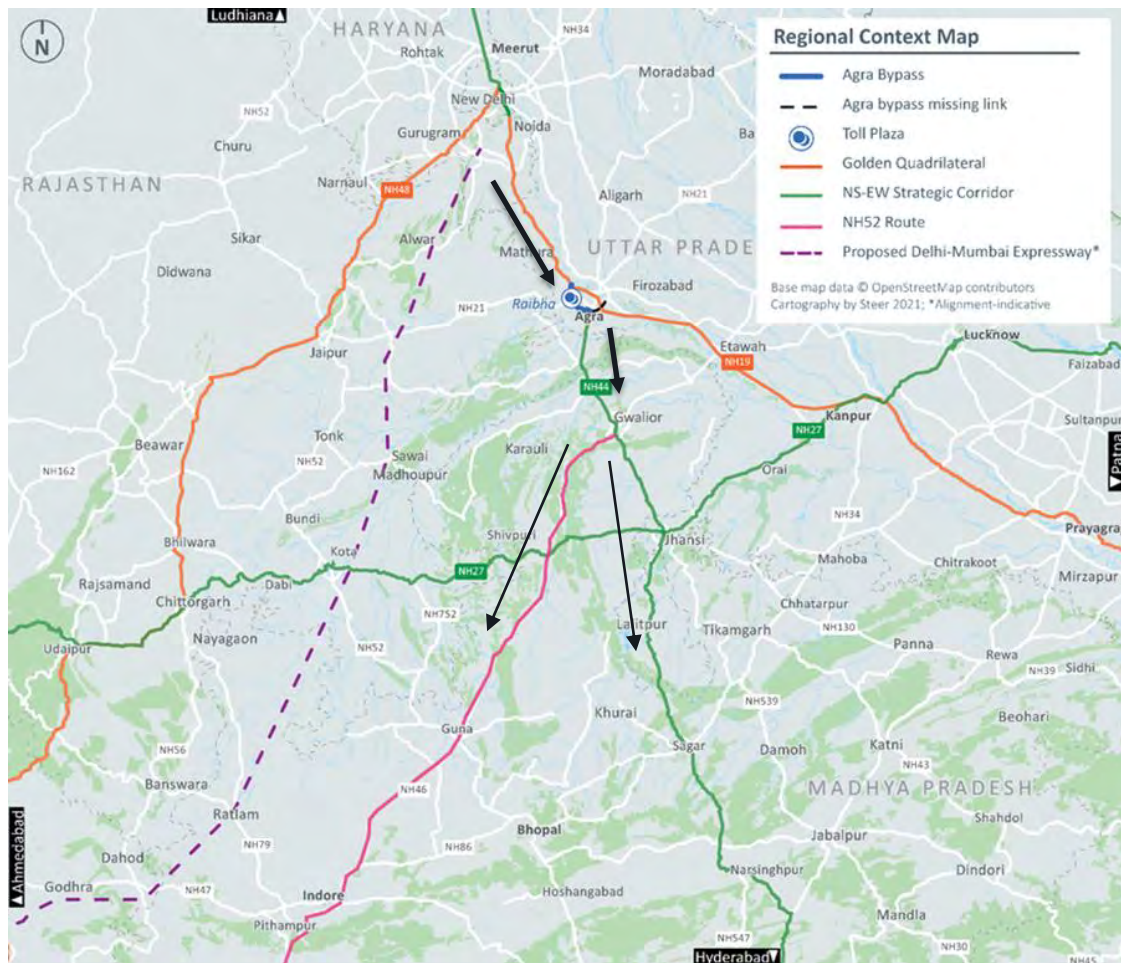 Ludhiana▲
HARYANA
NH34
Rohtak
Meerut
N
Moradabad
New Delhi
NH52
Gurugram
Noida
Churu
RAJASTHAN
Narnaul
NH48
Aligarh
NH21
Sikar
Alwar
Mathura
UTTAR PRADE
Didwana
Firozabad
Raibha
NH21
Agra
Jaipur
Etawah
Lucknow
NH19
Faizabad
NH44
Gwalior
Kanpur
Sultanpur
Beawar
Tonk
Karauli
NH27
NH162
NH52
Sawai
Madhoupur
Orai
▲Patna
Bundi
NH34
Bhilwara
Kota
Shivpuri
Jhansi
Prayagra
NH27
Mahoba
Chitrakoot
Rajsamand
Dabi
Mirzapur
Chittorgarh
NH752
Chhatarpur
Nayagaon
Lalitpur
Tikamgarh
NH130
Udaipur
NH52
Panna
Rewa
NH39
Sidhi
NH539
Khurai
Beohari
Guna
NH56
Sagar
Damoh
Katni
NH43
Banswara
NH46
MADHYA PRADESH
Ratlam
Bhopal
Shahdol
▲Ahmedabad
NH79
NH86
Jabalpur
Dahod
Narsinghpur
Dindori
Godhra
NH47
Indore
Hoshangabad
Pithampur
Mandla
NH547
NH30
Hyderabad▼
NH45
Regional Context Map
Agra Bypass
Agra bypass missing link
Toll Plaza
Golden Quadrilateral
NS-EW Strategic Corridor
NH52 Route
Proposed Delhi-Mumbai Expressway*
Base map data © OpenStreetMap contributors
Cartography by Steer 2021; *Alignment-indicative